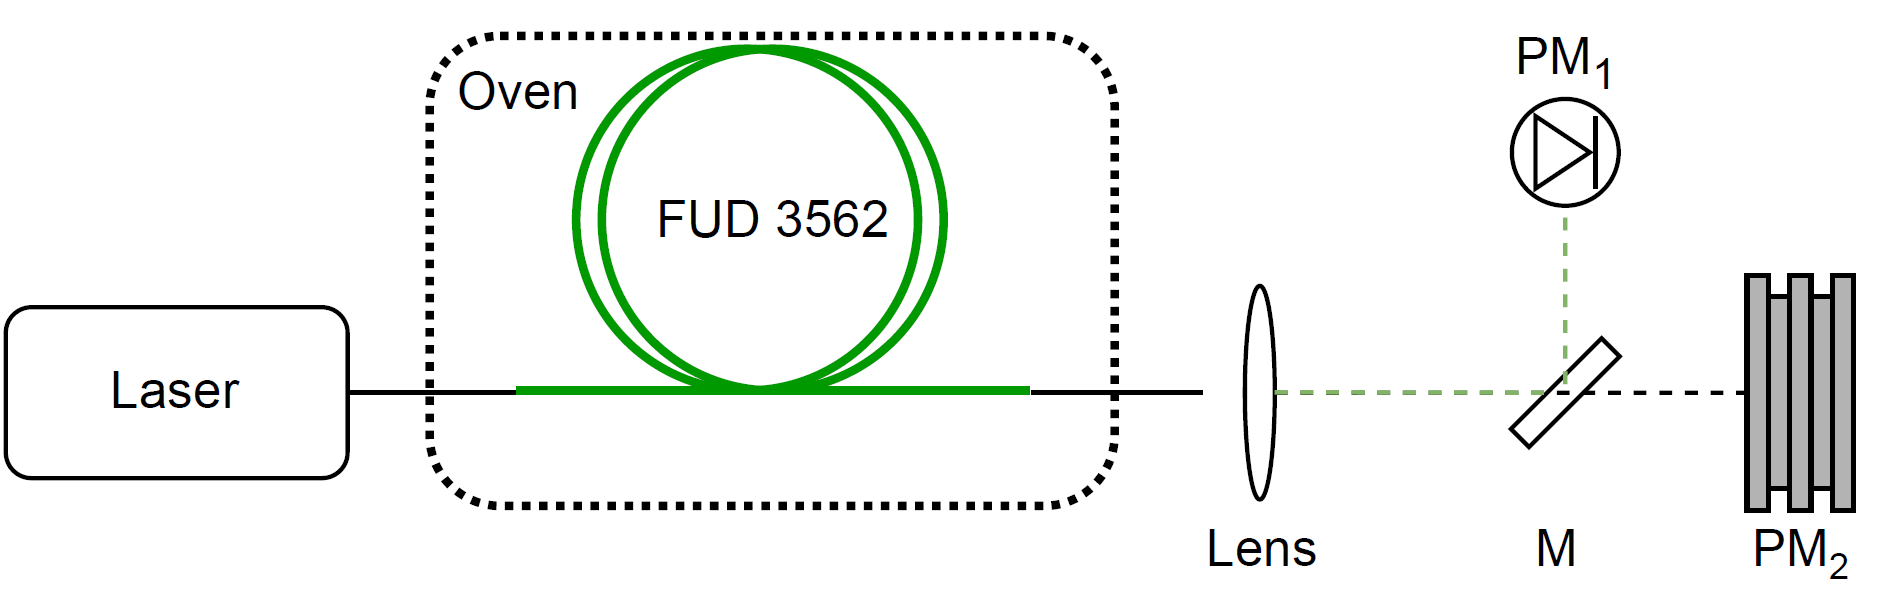 PM₁
Oven
FUD 3562
Laser
Lens
M
PM₂